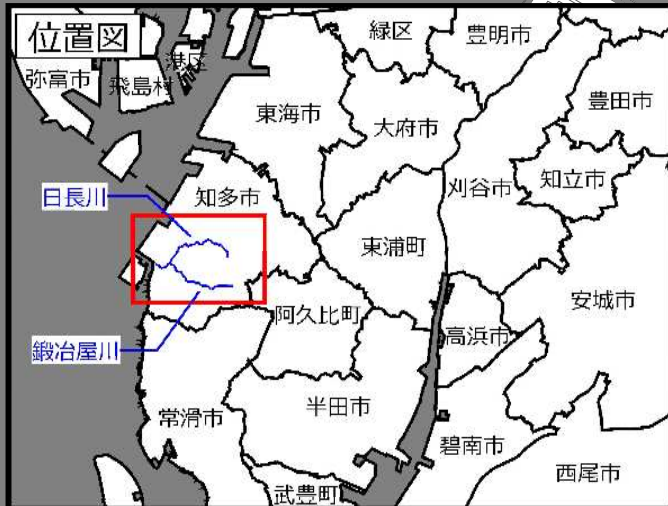 位置図
緑区
豊明市
港区
弥富市
飛島村
豊田市
東海市
大府市
知立市
刈谷市
日長川
知多市
東浦町
安城市
阿久比町
高浜市
鍛冶屋川
半田市
常滑市
碧南市
西尾市
武豊町